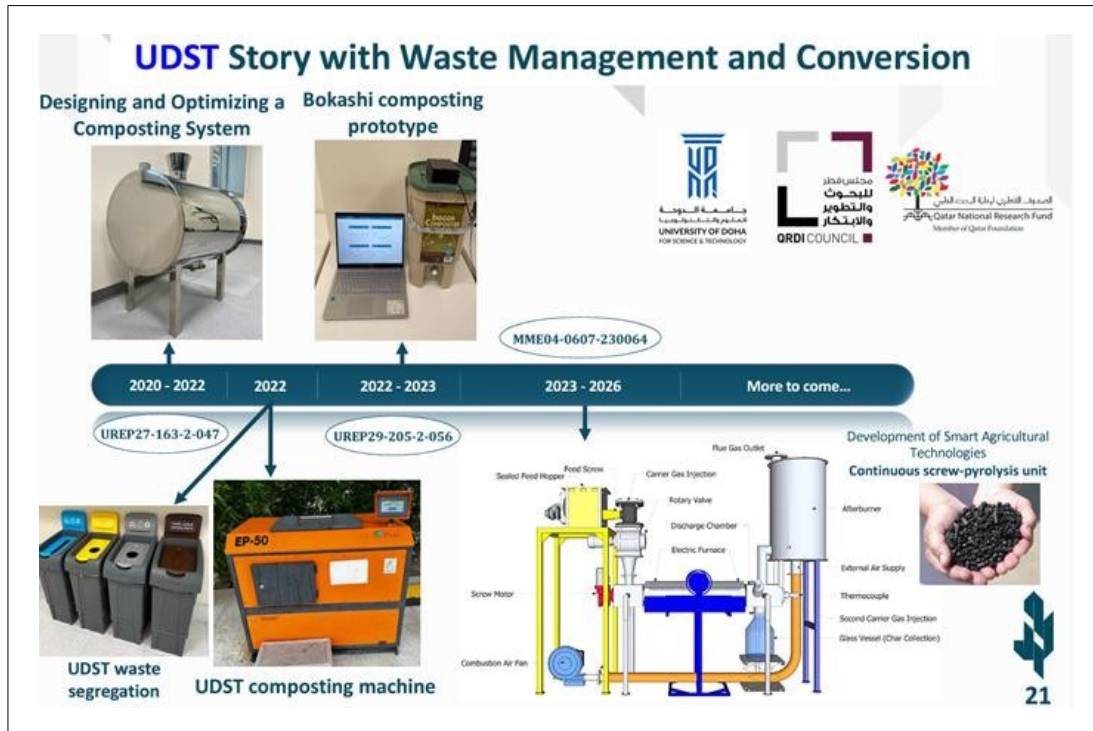 UDST Story with Waste Management and Conversion
Designing and Optimizing a
Composting System
Bokashi composting
prototype
جامعة الدوحة
للعلوم والتكنولوجيا
UNIVERSITY OF DOHA
FOR SCIENCE & TECHNOLOGY
مجلس قطر
للبحوث
والتطوير
والابتكار
QRDI COUNCIL
الصندوق القطري لرعاية البحث العلمي
Qatar National Research Fund
Member of Qatar Foundation
MME04-0607-230064
2020 - 2022
2022
2022 - 2023
2023 - 2026
More to come...
UREP27-163-2-047
UREP29-205-2-056
Development of Smart Agricultural
Technologies
Continuous screw-pyrolysis unit
Flue Gas Outlet
Feed Screw
Sealed Feed Hopper
Carrier Gas Injection
Rotary Valve
Discharge Chamber
Electric Furnace
Afterburner
External Air Supply
Screw Motor
Thermocouple
Second Carrier Gas Injection
Glass Vessel (Char Collection)
Combustion Air Fan
EP-50
UDST waste
segregation
UDST composting machine
21